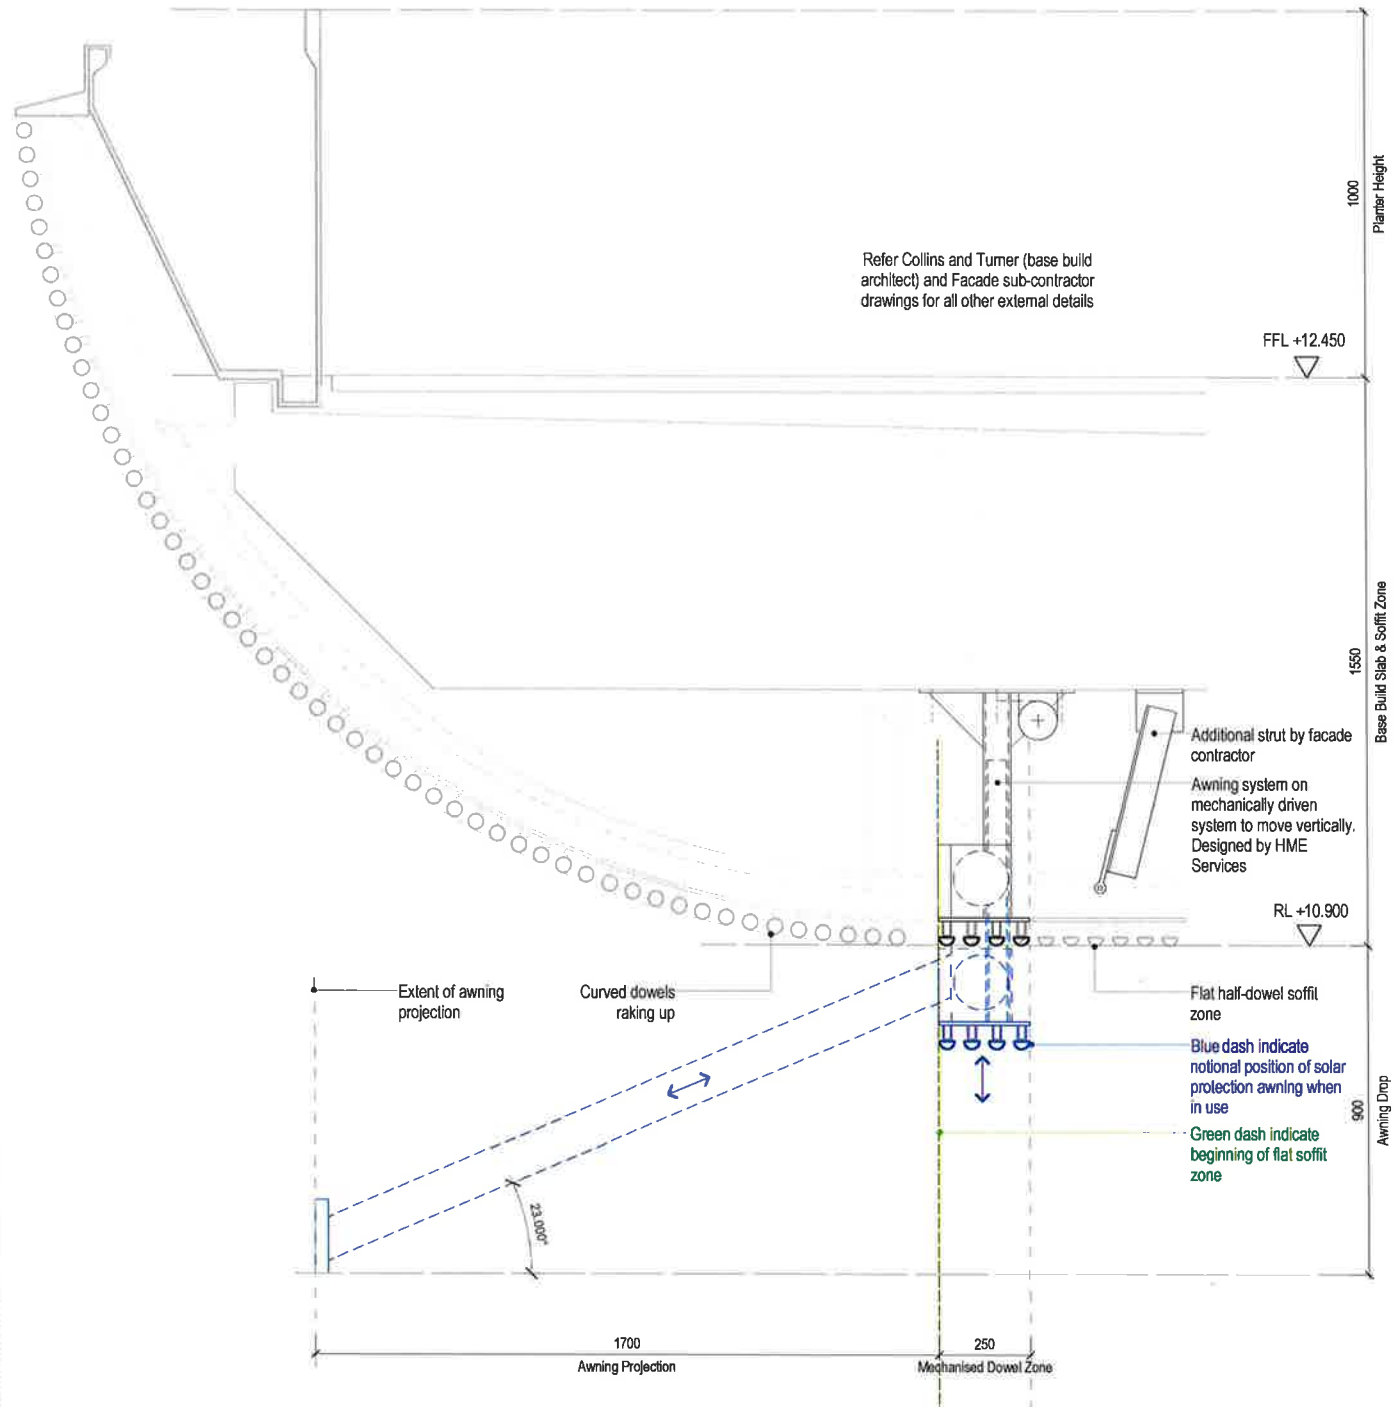 1000
Planter Height
Refer Collins and Turner (base build
architect) and Facade sub-contractor
drawings for all other external details
FFL +12.450
1550
Base Build Slab & Soffit Zone
Additional strut by facade
contractor
Awning system on
mechanically driven
system to move vertically.
Designed by HME
Services
RL +10.900
Extent of awning
projection
Curved dowels
raking up
Flat half-dowel soffit
zone
Blue dash indicate
notional position of solar
protection awning when
in use
Green dash indicate
beginning of flat soffit
zone
900
Awning Drop
23.000°
1700
Awning Projection
250
Mechanised Dowel Zone